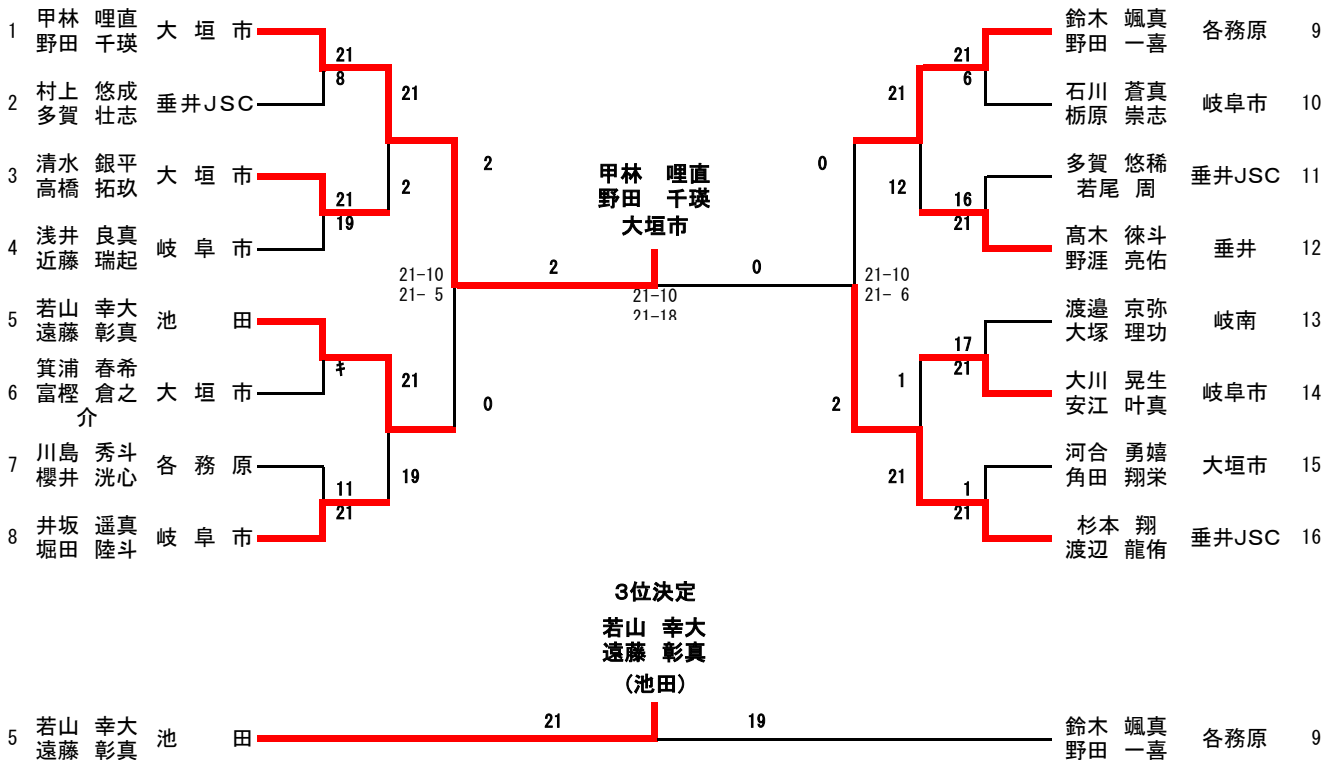 1 甲林 哩直 大垣市
野田 千瑛
21
8
2 村上 悠成 垂井JSC
多賀 壮志
21
3 清水 銀平 大垣市
高橋 拓玖
21
19
2
4 浅井 良真 岐阜市
近藤 瑞起
2
21-10
21- 5
5 若山 幸大 池田
遠藤 彰真
キ
6 箕浦 春希 大垣市
富樫 倉之
介
21
0
7 川島 秀斗 各務原
櫻井 洸心
11
21
19
8 井坂 遥真 岐阜市
堀田 陸斗
甲林 哩直
野田 千瑛
大垣市
2
0
21-10
21-18
鈴木 颯真 各務原 9
野田 一喜
21
6
石川 蒼真 岐阜市 10
栃原 崇志
21
0
多賀 悠稀 垂井JSC 11
若尾 周
12
16
21
髙木 徠斗 垂井 12
野涯 亮佑
21-10
21- 6
渡邉 京弥 岐南 13
大塚 理功
17
21
大川 晃生 岐阜市 14
安江 叶真
1
2
河合 勇嬉 大垣市 15
角田 翔栄
21
1
21
杉本 翔 垂井JSC 16
渡辺 龍侑
3位決定
若山 幸大
遠藤 彰真
(池田)
5 若山 幸大 池田
遠藤 彰真
21
19
鈴木 颯真 各務原 9
野田 一喜